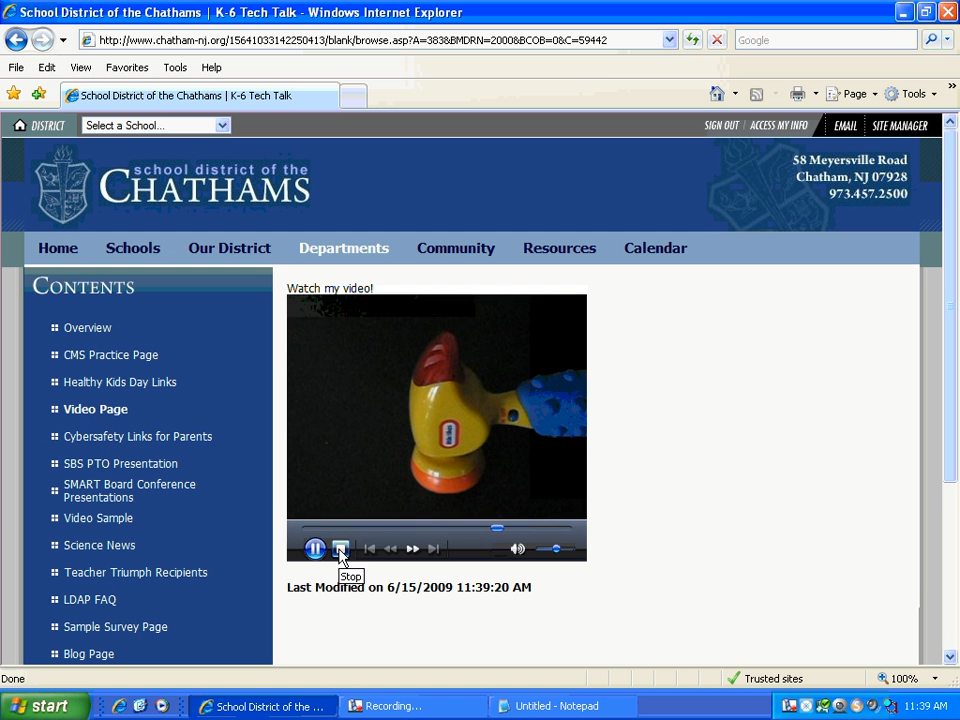 School District of the Chathams | K-6 Tech Talk - Windows Internet Explorer
http://www.chatham-nj.org/15641033142250413/blank/browse.asp?A=383&BMDRN=2000&BCOB=0&C=59442
Google
File Edit View Favorites Tools Help
School District of the Chathams | K-6 Tech Talk
Page Tools
DISTRICT Select a School... SIGN OUT | ACCESS MY INFO EMAIL SITE MANAGER
school district of the
CHATHAMS
58 Meyersville Road
Chatham, NJ 07928
973.457.2500
Home Schools Our District Departments Community Resources Calendar
CONTENTS
Overview
CMS Practice Page
Healthy Kids Day Links
Video Page
Cybersafety Links for Parents
SBS PTO Presentation
SMART Board Conference
Presentations
Video Sample
Science News
Teacher Triumph Recipients
LDAP FAQ
Sample Survey Page
Blog Page
Watch my video!
Stop
Last Modified on 6/15/2009 11:39:20 AM
Done Trusted sites 100%
start School District of the ... Recording... Untitled - Notepad 11:39 AM